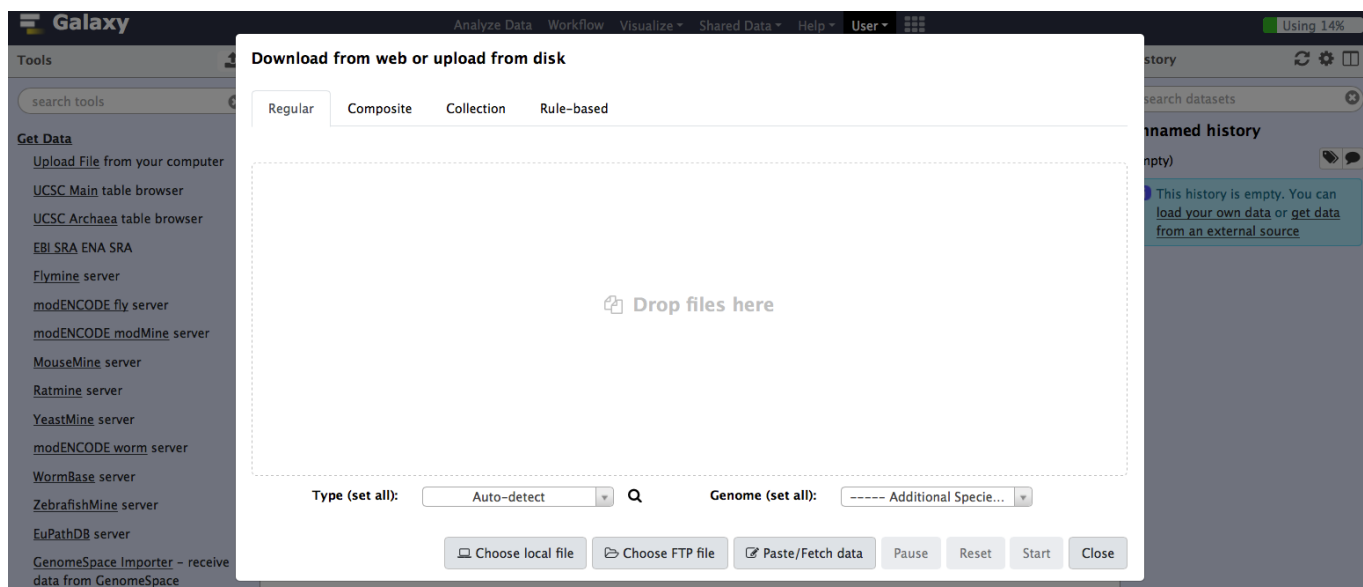 Galaxy
Analyze Data Workflow Visualize Shared Data Help User
Using 14%
Tools
search tools
Get Data
Upload File from your computer
UCSC Main table browser
UCSC Archaea table browser
EBI SRA ENA SRA
Flymine server
modENCODE fly server
modENCODE modMine server
MouseMine server
Ratmine server
YeastMine server
modENCODE worm server
WormBase server
ZebrafishMine server
EuPathDB server
GenomeSpace Importer – receive
data from GenomeSpace
Download from web or upload from disk
Regular Composite Collection Rule-based
Drop files here
Type (set all): Auto-detect Genome (set all): ----- Additional Specie...
Choose local file Choose FTP file Paste/Fetch data Pause Reset Start Close
story
search datasets
nnamed history
npty)
This history is empty. You can
load your own data or get data
from an external source